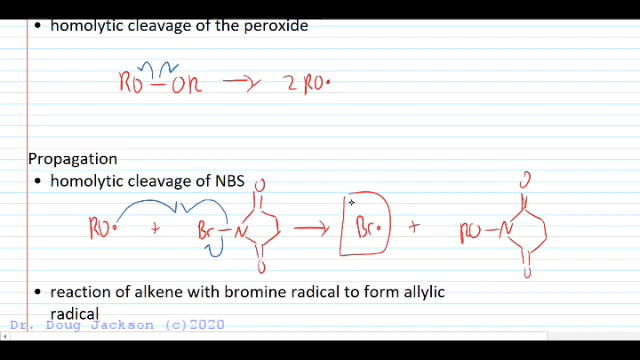 • homolytic cleavage of the peroxide
RO — OR → 2 RO•
Propagation
• homolytic cleavage of NBS
O O
RO• + Br — N → Br• + RO — N
O O
• reaction of alkene with bromine radical to form allylic
radical
Dr. Doug Jackson (c)2020